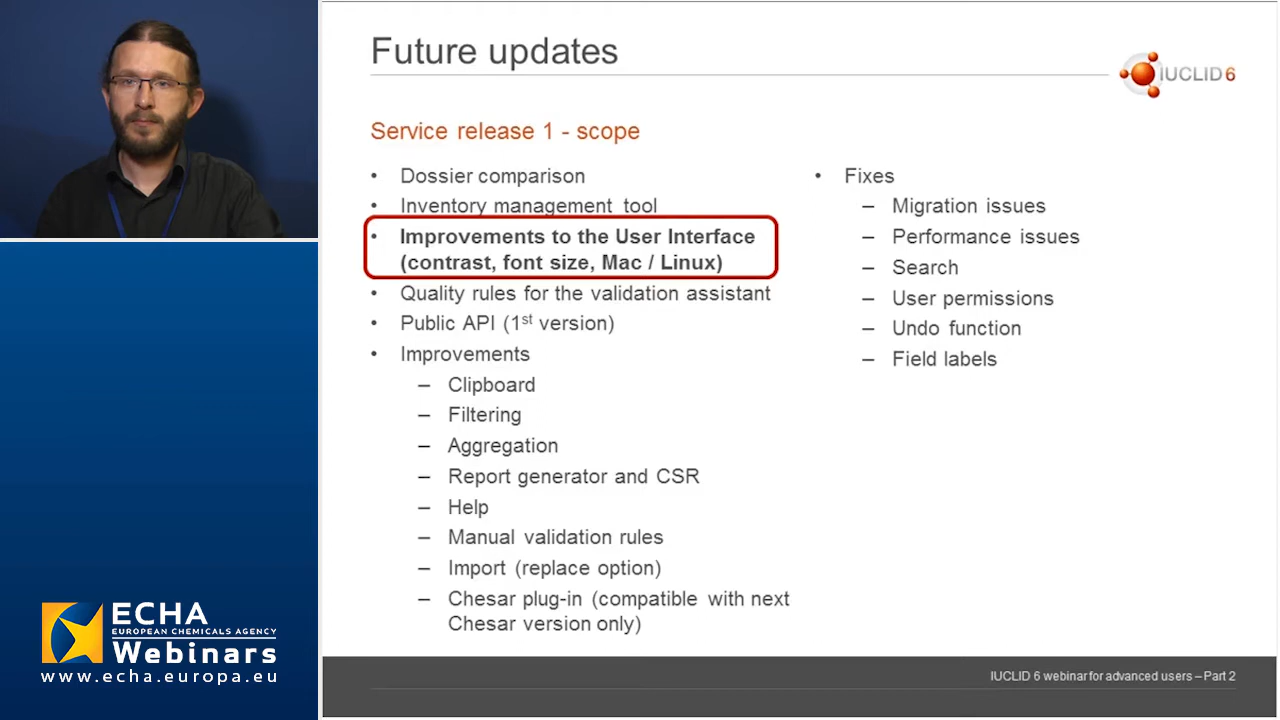 Future updates
IUCLID 6
Service release 1 - scope
• Dossier comparison
• Inventory management tool
• Improvements to the User Interface
(contrast, font size, Mac / Linux)
• Quality rules for the validation assistant
• Public API (1st version)
• Improvements
– Clipboard
– Filtering
– Aggregation
– Report generator and CSR
– Help
– Manual validation rules
– Import (replace option)
– Chesar plug-in (compatible with next
Chesar version only)
• Fixes
– Migration issues
– Performance issues
– Search
– User permissions
– Undo function
– Field labels
ECHA
EUROPEAN CHEMICALS AGENCY
Webinars
www.echa.europa.eu
IUCLID 6 webinar for advanced users – Part 2